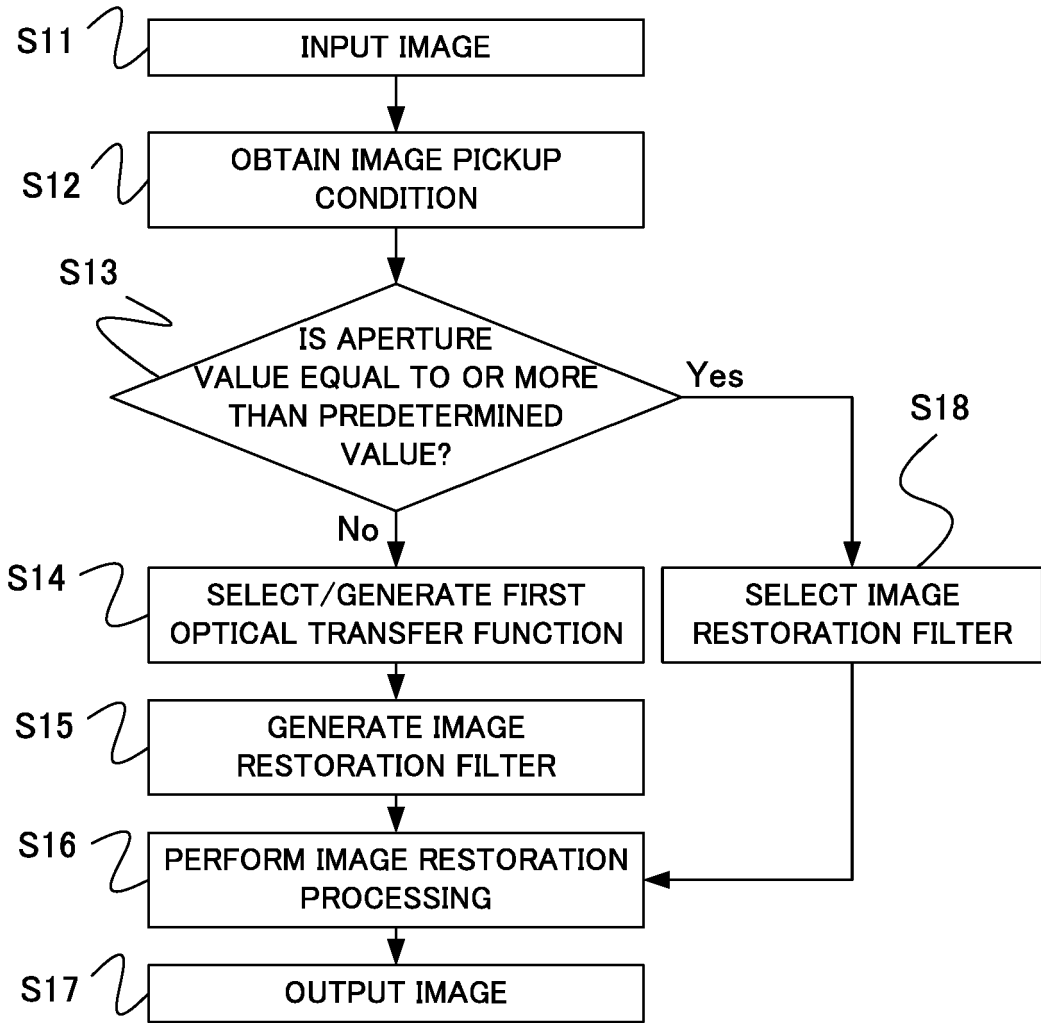 S11
INPUT IMAGE
S12
OBTAIN IMAGE PICKUP
CONDITION
S13
IS APERTURE
VALUE EQUAL TO OR MORE
THAN PREDETERMINED
VALUE?
Yes
No
S18
S14
SELECT/GENERATE FIRST
OPTICAL TRANSFER FUNCTION
SELECT IMAGE
RESTORATION FILTER
S15
GENERATE IMAGE
RESTORATION FILTER
S16
PERFORM IMAGE RESTORATION
PROCESSING
S17
OUTPUT IMAGE